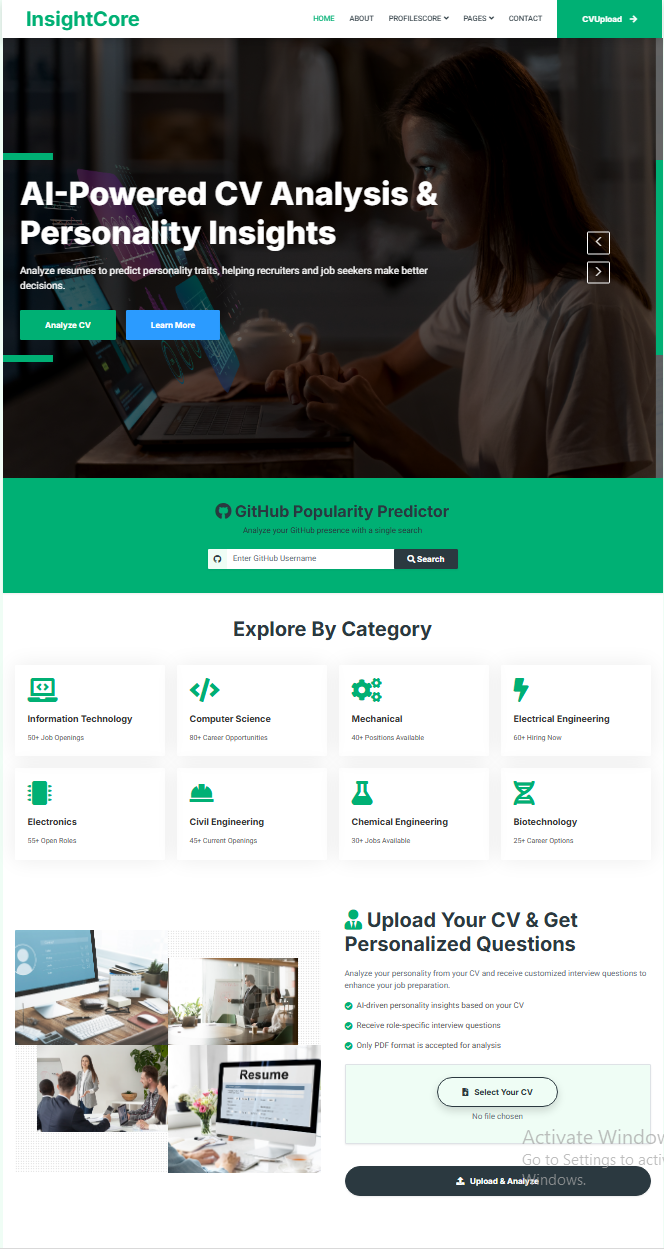 InsightCore
HOME ABOUT PROFILESCORE PAGES CONTACT CVUpload
AI-Powered CV Analysis &
Personality Insights
Analyze resumes to predict personality traits, helping recruiters and job seekers make better
decisions.
Analyze CV Learn More
GitHub Popularity Predictor
Analyze your GitHub presence with a single search
Enter GitHub Username Search
Explore By Category
Information Technology
50+ Job Openings
Computer Science
80+ Career Opportunities
Mechanical
40+ Positions Available
Electrical Engineering
60+ Hiring Now
Electronics
55+ Open Roles
Civil Engineering
45+ Current Openings
Chemical Engineering
30+ Jobs Available
Biotechnology
25+ Career Options
Resume
Upload Your CV & Get
Personalized Questions
Analyze your personality from your CV and receive customized interview questions to
enhance your job preparation.
AI-driven personality insights based on your CV
Receive role-specific interview questions
Only PDF format is accepted for analysis
Select Your CV
No file chosen
Upload & Analyze
Activate Window
Go to Settings to activ
Windows.